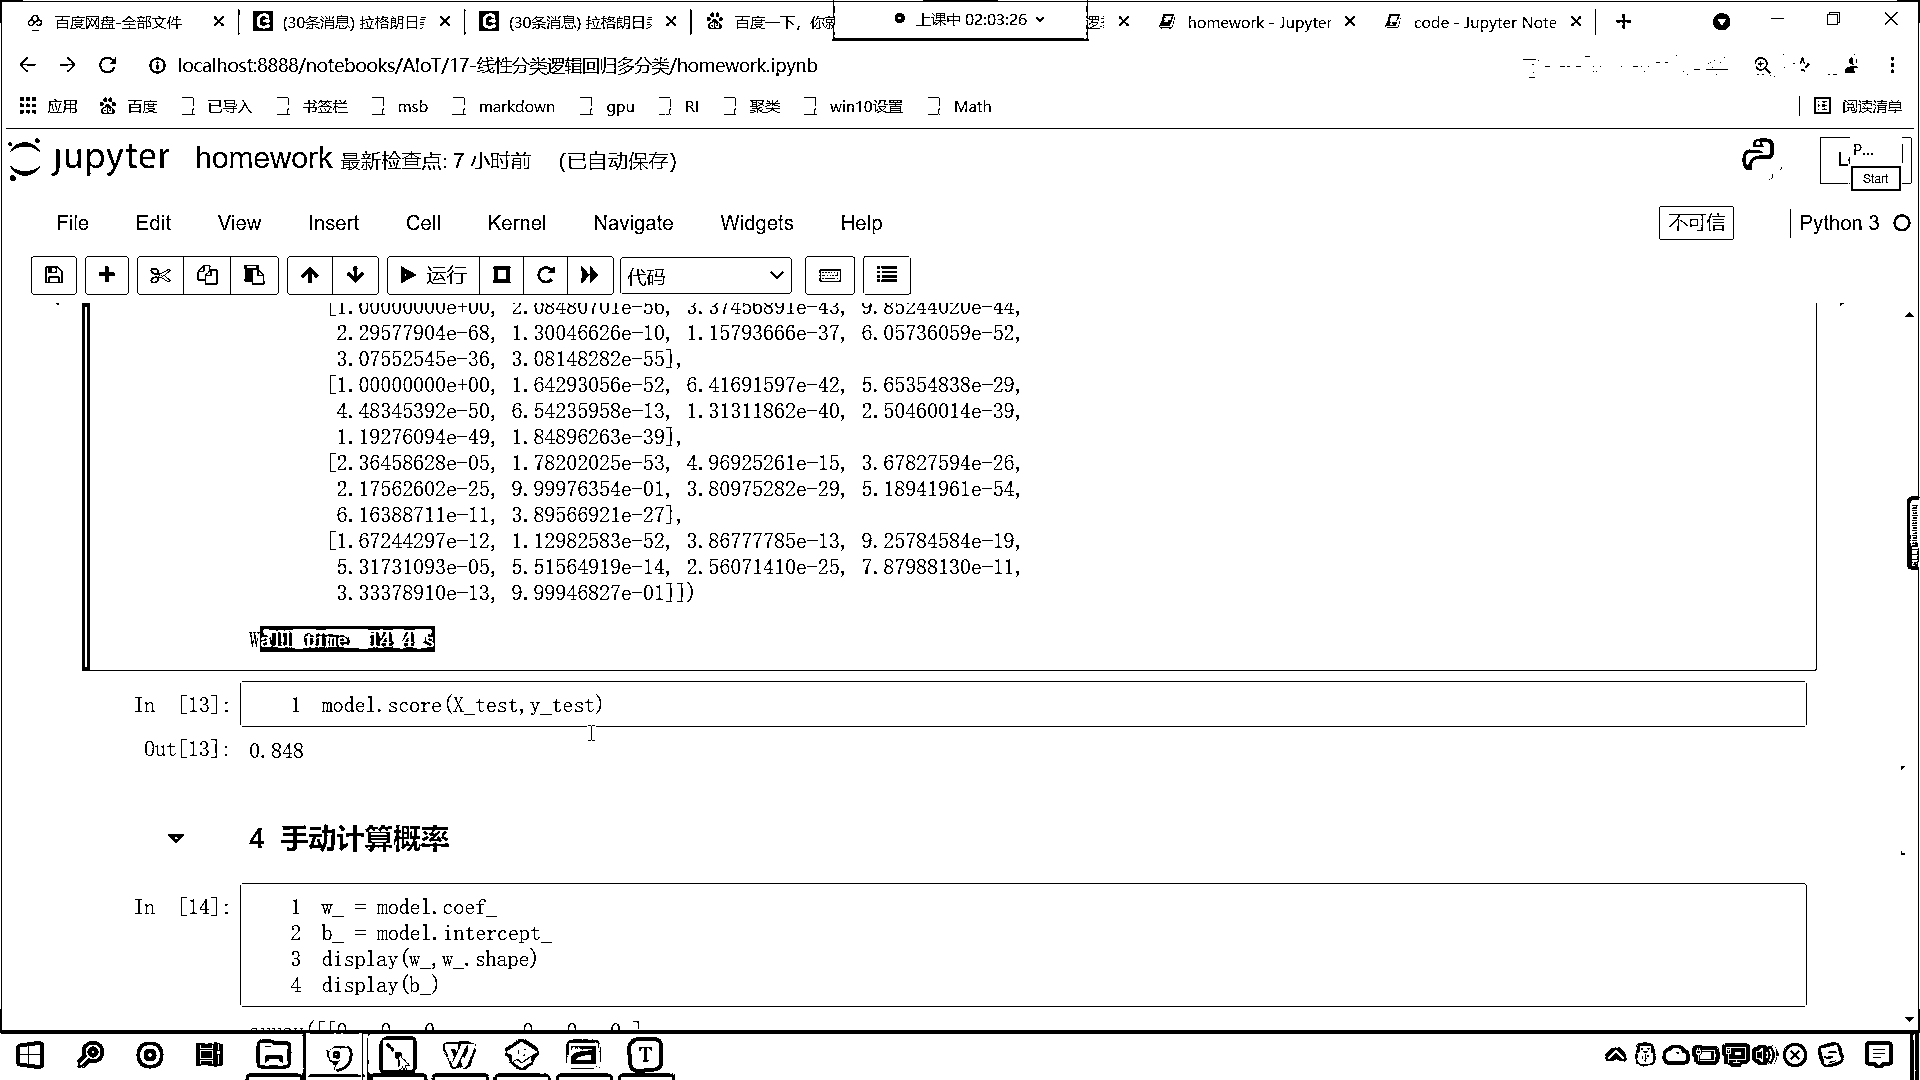 百度网盘-全部文件
(30条消息) 拉格朗日乘
(30条消息) 拉格朗日乘
百度一下，你
上课中 02:03:26
homework - Jupyter
code - Jupyter Note
localhost:8888/notebooks/AIoT/17-线性分类逻辑回归多分类/homework.ipynb
应用 百度 已导入 书签栏 msb markdown gpu RI 聚类 win10设置 Math 阅读清单
jupyter homework 最新检查点: 7 小时前 (已自动保存)
P...
Start
File Edit View Insert Cell Kernel Navigate Widgets Help 不可信 Python 3
运行 代码
[1.00000000e+00, 2.08480701e-56, 3.37456891e-43, 9.85244020e-44,
2.29577904e-68, 1.30046626e-10, 1.15793666e-37, 6.05736059e-52,
3.07552545e-36, 3.08148282e-55],
[1.00000000e+00, 1.64293056e-52, 6.41691597e-42, 5.65354838e-29,
4.48345392e-50, 6.54235958e-13, 1.31311862e-40, 2.50460014e-39,
1.19276094e-49, 1.84896263e-39],
[2.36458628e-05, 1.78202025e-53, 4.96925261e-15, 3.67827594e-26,
2.17562602e-25, 9.99976354e-01, 3.80975282e-29, 5.18941961e-54,
6.16388711e-11, 3.89566921e-27],
[1.67244297e-12, 1.12982583e-52, 3.86777785e-13, 9.25784584e-19,
5.31731093e-05, 5.51564919e-14, 2.56071410e-25, 7.87988130e-11,
3.33378910e-13, 9.99946827e-01]])
In [13]: 1 model.score(X_test,y_test)
Out[13]: 0.848
4 手动计算概率
In [14]: 1 w_ = model.coef_
2 b_ = model.intercept_
3 display(w_,w_.shape)
4 display(b_)